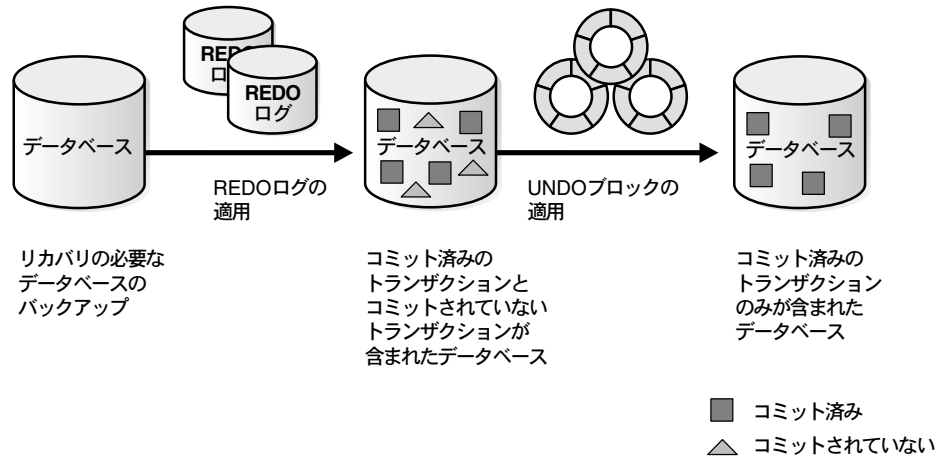 REDO
ログ
REDO
ログ
データベース
データベース
データベース
REDOログの
適用
UNDOブロックの
適用
リカバリの必要な
データベースの
バックアップ
コミット済みの
トランザクションと
コミットされていない
トランザクションが
含まれたデータベース
コミット済みの
トランザクション
のみが含まれた
データベース
コミット済み
コミットされていない